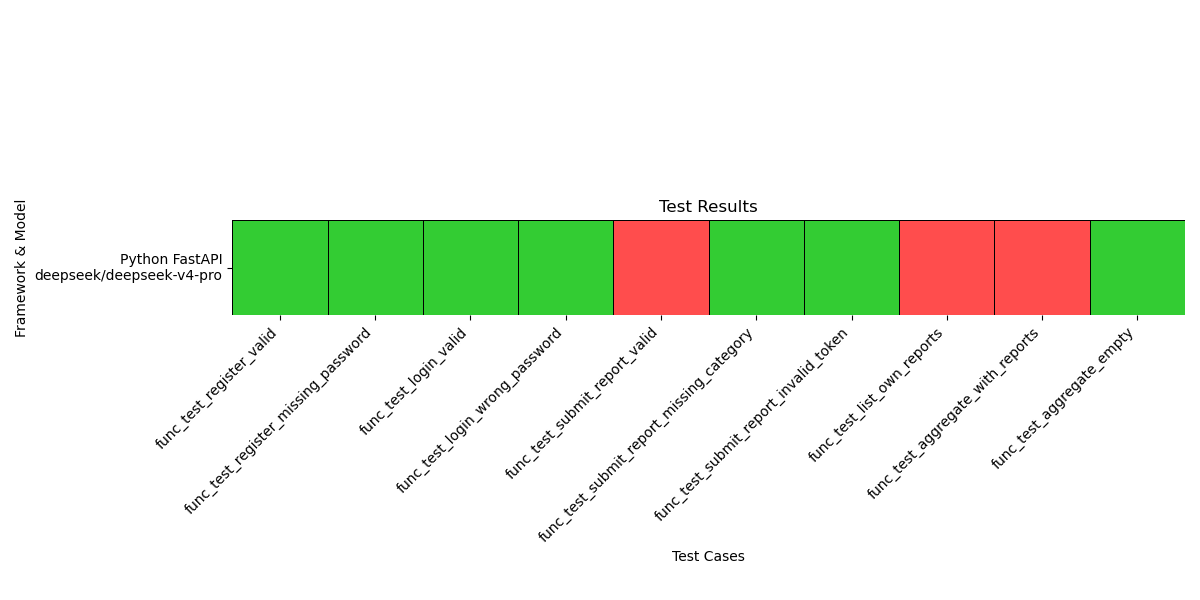 Test Results
Framework & Model
Python FastAPI
deepseek/deepseek-v4-pro
func_test_register_valid
func_test_register_missing_password
func_test_login_valid
func_test_login_wrong_password
func_test_submit_report_valid
func_test_submit_report_missing_category
func_test_submit_report_invalid_token
func_test_list_own_reports
func_test_aggregate_with_reports
func_test_aggregate_empty
Test Cases